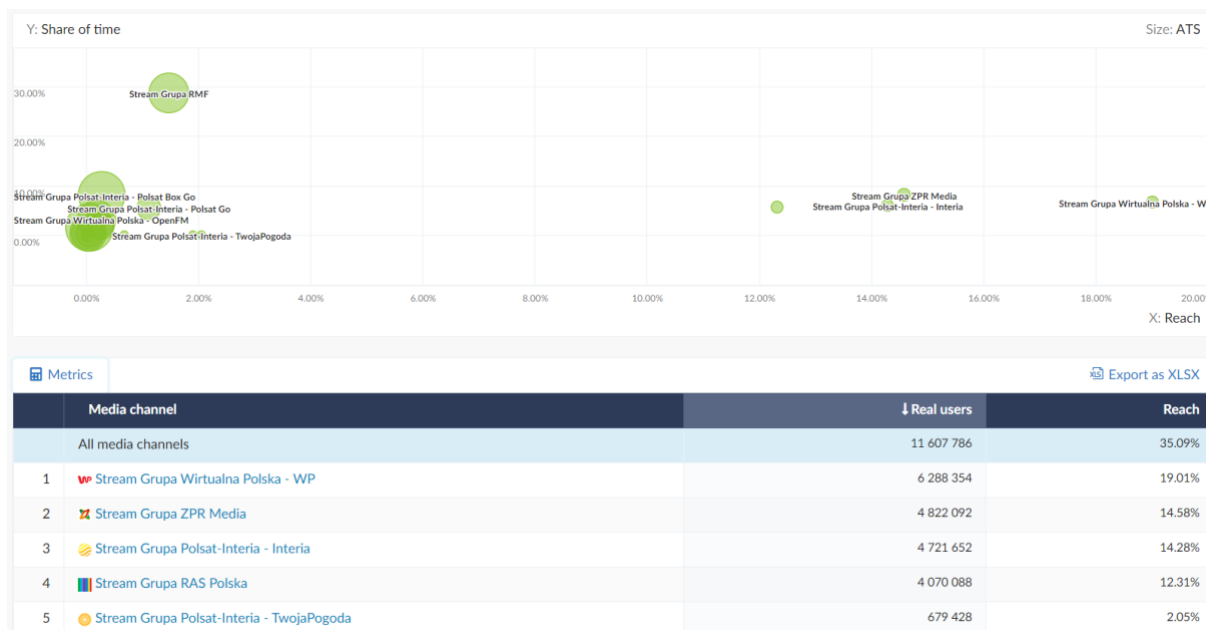 Y: Share of time
Size: ATS
30.00%
Stream Grupa RMF
20.00%
10.00%
Stream Grupa Polsat-Interia - Polsat Box Go
Stream Grupa ZPR Media
Stream Grupa Wirtualna Polska - W
Stream Grupa Polsat-Interia - Polsat Go
Stream Grupa Polsat-Interia - Interia
Stream Grupa Wirtualna Polska - OpenFM
0.00%
Stream Grupa Polsat-Interia - TwojaPogoda
0.00% 2.00% 4.00% 6.00% 8.00% 10.00% 12.00% 14.00% 16.00% 18.00% 20.00
X: Reach
Metrics
XLS Export as XLSX
Media channel ↓ Real users Reach
All media channels 11 607 786 35.09%
1 WP Stream Grupa Wirtualna Polska - WP 6 288 354 19.01%
2 Stream Grupa ZPR Media 4 822 092 14.58%
3 Stream Grupa Polsat-Interia - Interia 4 721 652 14.28%
4 Stream Grupa RAS Polska 4 070 088 12.31%
5 Stream Grupa Polsat-Interia - TwojaPogoda 679 428 2.05%